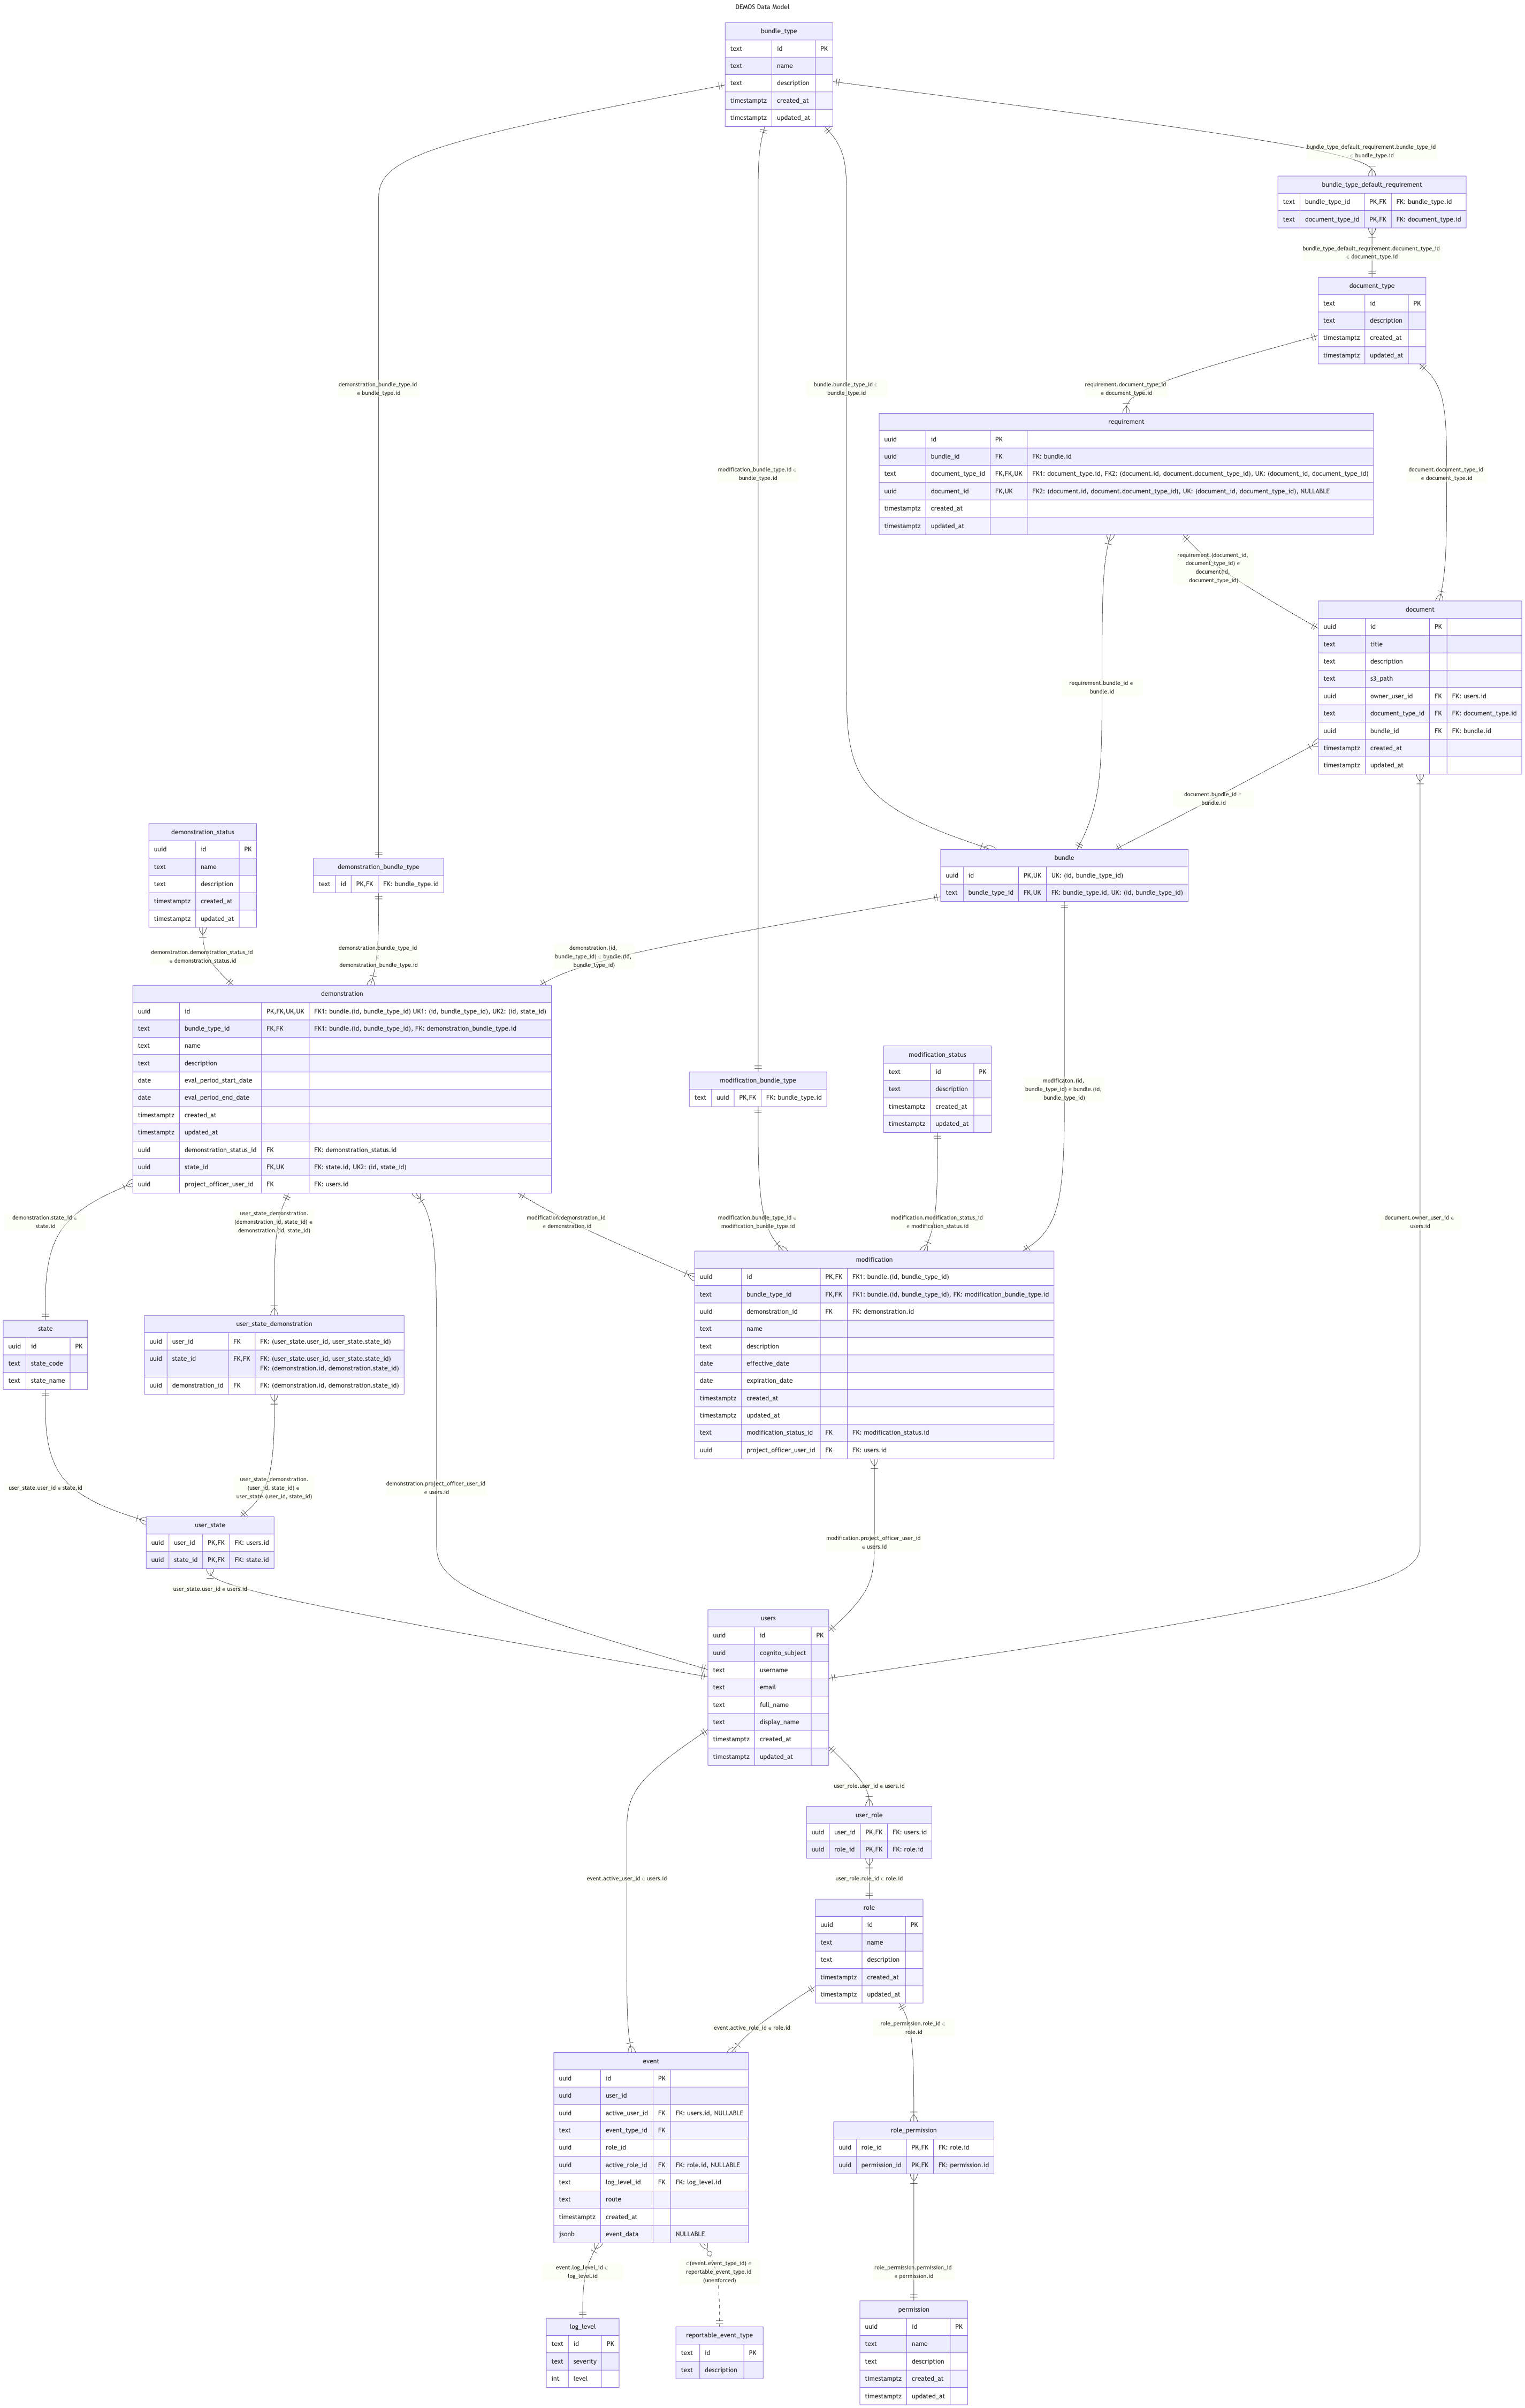 DEMOS Data Model
bundle_type
text id PK
text name
text description
timestamptz created_at
timestamptz updated_at
bundle_type_default_requirement.bundle_type_id
∈ bundle_type.id
bundle_type_default_requirement
text bundle_type_id PK,FK FK: bundle_type.id
text document_type_id PK,FK FK: document_type.id
bundle_type_default_requirement.document_type_id
∈ document_type.id
document_type
text id PK
text description
timestamptz created_at
timestamptz updated_at
demonstration_bundle_type.id
∈ bundle_type.id
bundle.bundle_type_id ∈
bundle_type.id
requirement.document_type_id
∈ document_type.id
requirement
uuid id PK
uuid bundle_id FK FK: bundle.id
text document_type_id FK,FK,UK FK1: document_type.id, FK2: (document.id, document.document_type_id), UK: (document_id, document_type_id)
uuid document_id FK,UK FK2: (document.id, document.document_type_id), UK: (document_id, document_type_id), NULLABLE
timestamptz created_at
timestamptz updated_at
modification_bundle_type.id ∈
bundle_type.id
document.document_type_id
∈ document_type.id
requirement.(document_id,
document_type_id) ∈
document(id,
document_type_id)
document
uuid id PK
text title
text description
text s3_path
uuid owner_user_id FK FK: users.id
text document_type_id FK FK: document_type.id
uuid bundle_id FK FK: bundle.id
timestamptz created_at
timestamptz updated_at
requirement.bundle_id ∈
bundle.id
document.bundle_id ∈
bundle.id
demonstration_status
uuid id PK
text name
text description
timestamptz created_at
timestamptz updated_at
demonstration_bundle_type
text id PK,FK FK: bundle_type.id
bundle
uuid id PK,UK UK: (id, bundle_type_id)
text bundle_type_id FK,UK FK: bundle_type.id, UK: (id, bundle_type_id)
demonstration.demonstration_status_id
∈ demonstration_status.id
demonstration.bundle_type_id
∈
demonstration_bundle_type.id
demonstration.(id,
bundle_type_id) ∈ bundle.(id,
bundle_type_id)
demonstration
uuid id PK,FK,UK,UK FK1: bundle.(id, bundle_type_id) UK1: (id, bundle_type_id), UK2: (id, state_id)
text bundle_type_id FK,FK FK1: bundle.(id, bundle_type_id), FK: demonstration_bundle_type.id
text name
text description
date eval_period_start_date
date eval_period_end_date
timestamptz created_at
timestamptz updated_at
uuid demonstration_status_id FK FK: demonstration_status.id
uuid state_id FK,UK FK: state.id, UK2: (id, state_id)
uuid project_officer_user_id FK FK: users.id
modification_bundle_type
text uuid PK,FK FK: bundle_type.id
modification_status
text id PK
text description
timestamptz created_at
timestamptz updated_at
modificaton.(id,
bundle_type_id) ∈ bundle.(id,
bundle_type_id)
demonstration.state_id ∈
state.id
user_state_demonstration.
(demonstration_id, state_id) ∈
demonstration.(id, state_id)
modification.demonstration_id
∈ demonstration.id
modification.bundle_type_id ∈
modification_bundle_type.id
modification.modification_status_id
∈ modification_status.id
document.owner_user_id ∈
users.id
modification
uuid id PK,FK FK1: bundle.(id, bundle_type_id)
text bundle_type_id FK,FK FK1: bundle.(id, bundle_type_id), FK: modification_bundle_type.id
uuid demonstration_id FK FK: demonstration.id
text name
text description
date effective_date
date expiration_date
timestamptz created_at
timestamptz updated_at
text modification_status_id FK FK: modification_status.id
uuid project_officer_user_id FK FK: users.id
state
uuid id PK
text state_code
text state_name
user_state_demonstration
uuid user_id FK FK: (user_state.user_id, user_state.state_id)
uuid state_id FK,FK FK: (user_state.user_id, user_state.state_id)
FK: (demonstration.id, demonstration.state_id)
uuid demonstration_id FK FK: (demonstration.id, demonstration.state_id)
user_state.user_id ∈ state.id
user_state_demonstration.
(user_id, state_id) ∈
user_state.(user_id, state_id)
demonstration.project_officer_user_id
∈ users.id
user_state
uuid user_id PK,FK FK: users.id
uuid state_id PK,FK FK: state.id
modification.project_officer_user_id
∈ users.id
user_state.user_id ∈ users.id
users
uuid id PK
uuid cognito_subject
text username
text email
text full_name
text display_name
timestamptz created_at
timestamptz updated_at
user_role.user_id ∈ users.id
user_role
uuid user_id PK,FK FK: users.id
uuid role_id PK,FK FK: role.id
event.active_user_id ∈ users.id
user_role.role_id ∈ role.id
role
uuid id PK
text name
text description
timestamptz created_at
timestamptz updated_at
event.active_role_id ∈ role.id
role_permission.role_id ∈
role.id
event
uuid id PK
uuid user_id
uuid active_user_id FK FK: users.id, NULLABLE
text event_type_id FK
uuid role_id
uuid active_role_id FK FK: role.id, NULLABLE
text log_level_id FK FK: log_level.id
text route
timestamptz created_at
jsonb event_data NULLABLE
role_permission
uuid role_id PK,FK FK: role.id
uuid permission_id PK,FK FK: permission.id
event.log_level_id ∈
log_level.id
(event.event_type_id) ∈
reportable_event_type.id
(unenforced)
role_permission.permission_id
∈ permission.id
log_level
text id PK
text severity
int level
reportable_event_type
text id PK
text description
permission
uuid id PK
text name
text description
timestamptz created_at
timestamptz updated_at